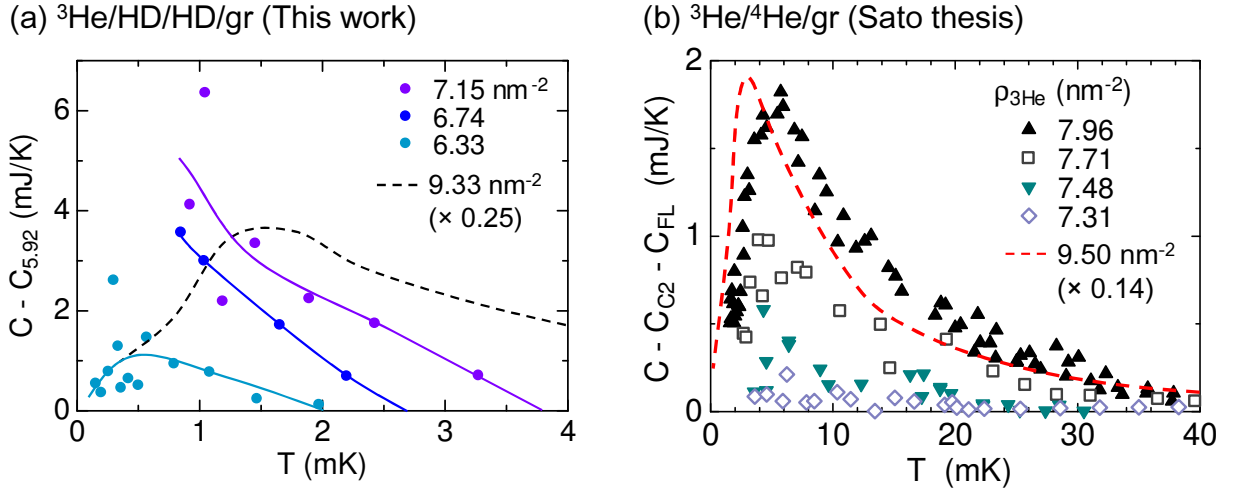 (a) ³He/HD/HD/gr (This work)
C - C5.92 (mJ/K)
6
4
2
0
7.15 nm⁻²
6.74
6.33
9.33 nm⁻²
(× 0.25)
0 1 2 3 4
T (mK)
(b) ³He/⁴He/gr (Sato thesis)
C - CC2 - CFL (mJ/K)
2
1
0
ρ3He (nm⁻²)
7.96
7.71
7.48
7.31
9.50 nm⁻²
(× 0.14)
0 10 20 30 40
T (mK)